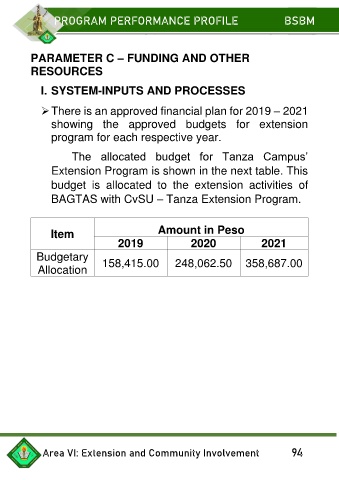 PROGRAM PERFORMANCE PROFILE BSBM
PARAMETER C – FUNDING AND OTHER
RESOURCES
I. SYSTEM-INPUTS AND PROCESSES
➢ There is an approved financial plan for 2019 – 2021
showing the approved budgets for extension
program for each respective year.
The allocated budget for Tanza Campus’
Extension Program is shown in the next table. This
budget is allocated to the extension activities of
BAGTAS with CvSU – Tanza Extension Program.
Item Amount in Peso
2019 2020 2021
Budgetary
Allocation 158,415.00 248,062.50 358,687.00
Area VI: Extension and Community Involvement 94